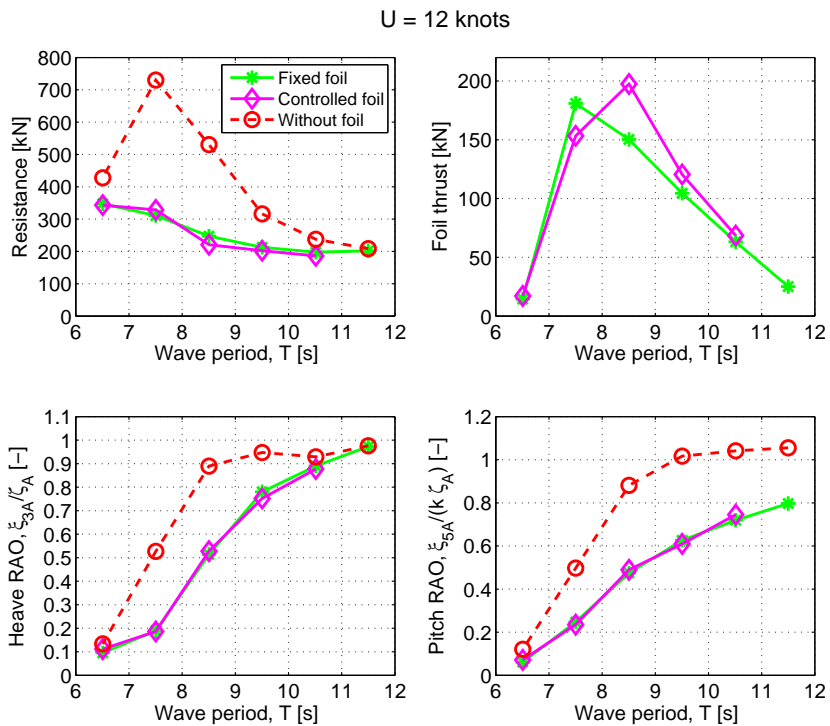 U = 12 knots
800
700
600
500
400
300
200
100
0
Resistance [kN]
Fixed foil
Controlled foil
Without foil
6 7 8 9 10 11 12
Wave period, T [s]
200
150
100
50
0
Foil thrust [kN]
6 7 8 9 10 11 12
Wave period, T [s]
1.1
1
0.9
0.8
0.7
0.6
0.5
0.4
0.3
0.2
0.1
0
Heave RAO, ξ3A/ζA [–]
6 7 8 9 10 11 12
Wave period, T [s]
1.2
1
0.8
0.6
0.4
0.2
0
Pitch RAO, ξ5A/(k ζA) [–]
6 7 8 9 10 11 12
Wave period, T [s]